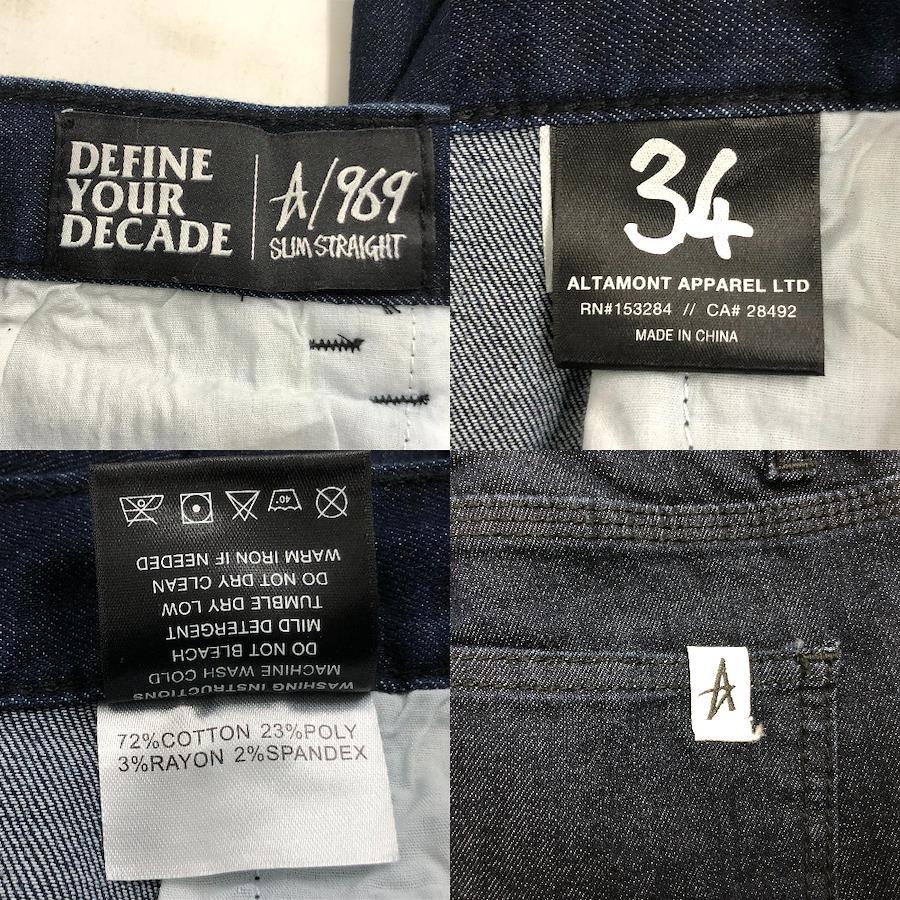 DEFINE
YOUR
DECADE
A/969
SLIM STRAIGHT
34
ALTAMONT APPAREL LTD
RN#153284 // CA# 28492
MADE IN CHINA
WASHING INSTRUCTIONS
MACHINE WASH COLD
DO NOT BLEACH
MILD DETERGENT
TUMBLE DRY LOW
DO NOT DRY CLEAN
WARM IRON IF NEEDED
40
72%COTTON 23%POLY
3%RAYON 2%SPANDEX
A